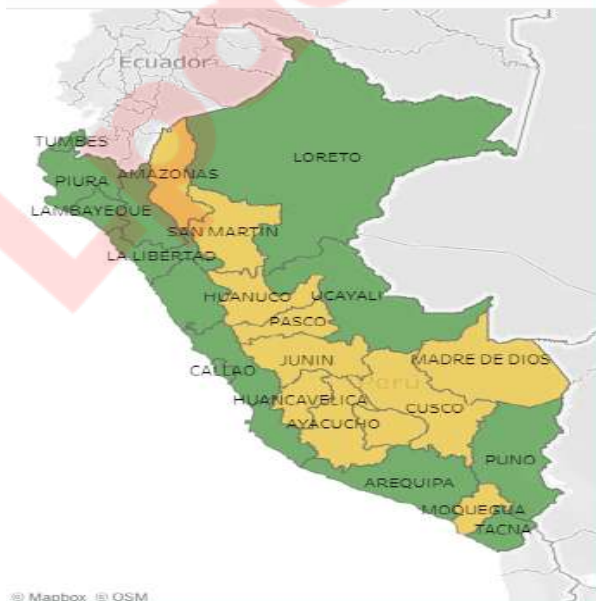 Ecuador
TUMBES
LORETO
PIURA
AMAZONAS
LAMBAYEQUE
SAN MARTIN
LA LIBERTAD
HUANUCO
UCAYALI
PASCO
JUNIN
MADRE DE DIOS
CALLAO
Perú
HUANCAVELICA
CUSCO
AYACUCHO
PUNO
AREQUIPA
MOQUEGUA
TACNA
© Mapbox © OSM